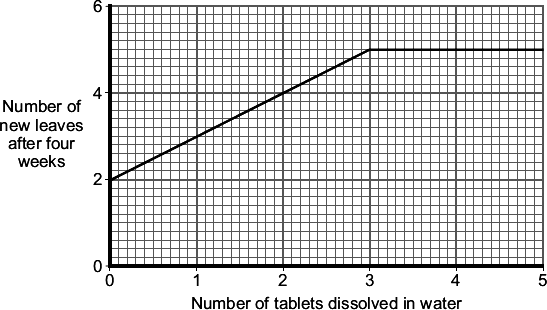 6
4
2
0
Number of
new leaves
after four
weeks
0 1 2 3 4 5
Number of tablets dissolved in water